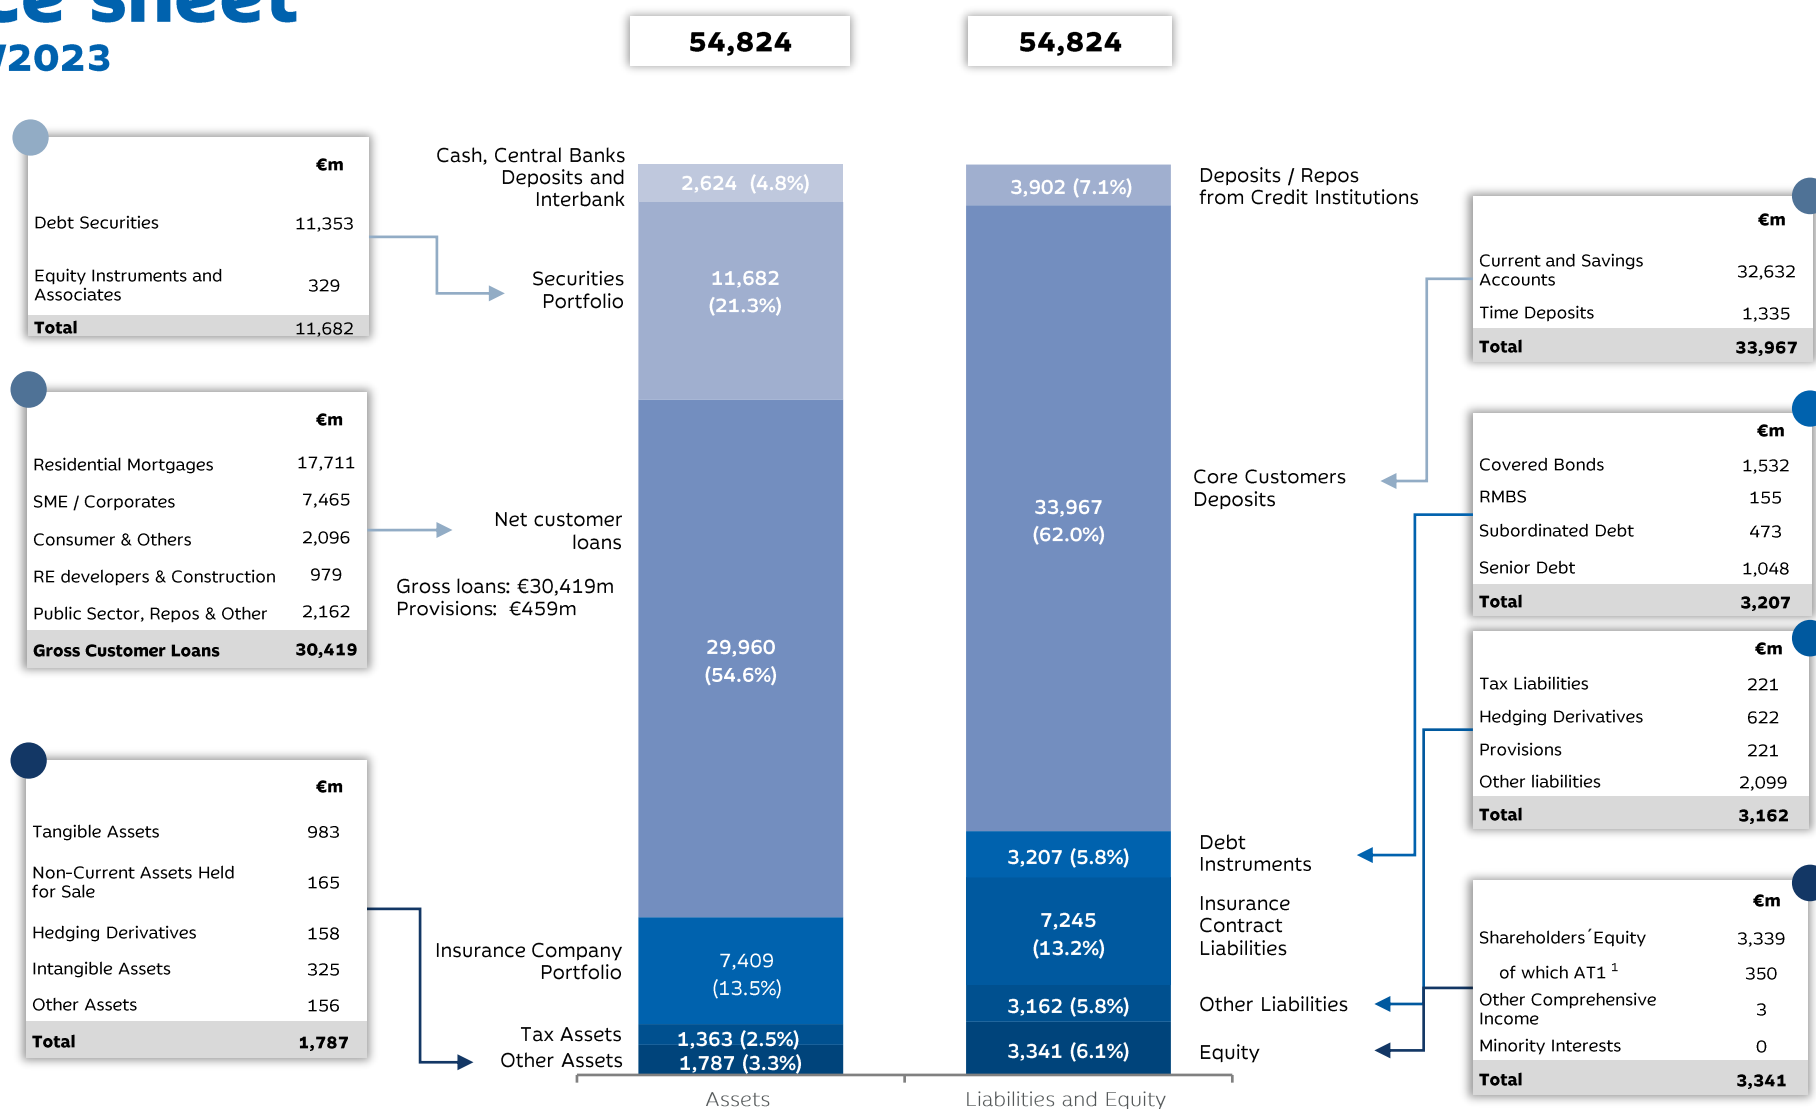 ce sheet
/2023
54,824
54,824
€m
Debt Securities 11,353
Equity Instruments and
Associates 329
Total 11,682
€m
Residential Mortgages 17,711
SME / Corporates 7,465
Consumer & Others 2,096
RE developers & Construction 979
Public Sector, Repos & Other 2,162
Gross Customer Loans 30,419
€m
Tangible Assets 983
Non-Current Assets Held
for Sale 165
Hedging Derivatives 158
Intangible Assets 325
Other Assets 156
Total 1,787
Cash, Central Banks
Deposits and
Interbank
Securities
Portfolio
Net customer
loans
Gross loans: €30,419m
Provisions: €459m
Insurance Company
Portfolio
Tax Assets
Other Assets
2,624 (4.8%)
11,682
(21.3%)
29,960
(54.6%)
7,409
(13.5%)
1,363 (2.5%)
1,787 (3.3%)
Assets
3,902 (7.1%)
33,967
(62.0%)
3,207 (5.8%)
7,245
(13.2%)
3,162 (5.8%)
3,341 (6.1%)
Liabilities and Equity
Deposits / Repos
from Credit Institutions
Core Customers
Deposits
Debt
Instruments
Insurance
Contract
Liabilities
Other Liabilities
Equity
€m
Current and Savings
Accounts 32,632
Time Deposits 1,335
Total 33,967
€m
Covered Bonds 1,532
RMBS 155
Subordinated Debt 473
Senior Debt 1,048
Total 3,207
€m
Tax Liabilities 221
Hedging Derivatives 622
Provisions 221
Other liabilities 2,099
Total 3,162
€m
Shareholders´Equity 3,339
of which AT1 1 350
Other Comprehensive
Income 3
Minority Interests 0
Total 3,341